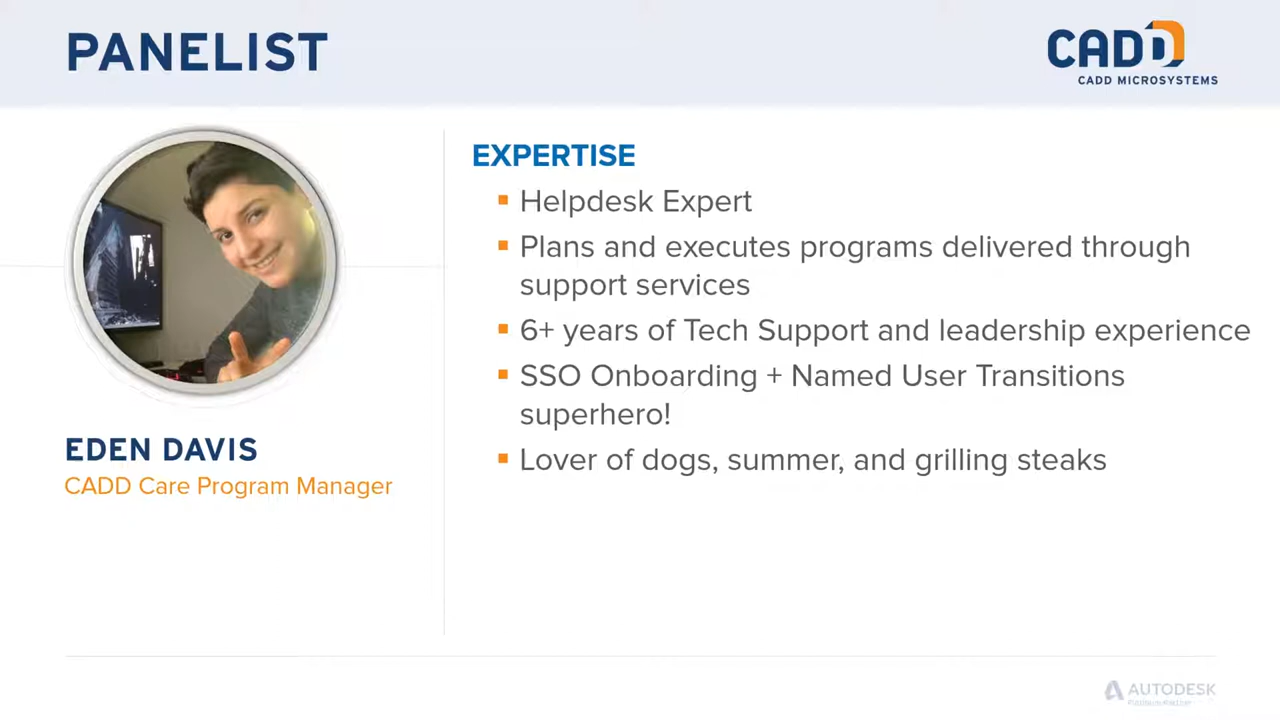 PANELIST
CADD
CADD MICROSYSTEMS
EXPERTISE
Helpdesk Expert
Plans and executes programs delivered through
support services
6+ years of Tech Support and leadership experience
SSO Onboarding + Named User Transitions
superhero!
Lover of dogs, summer, and grilling steaks
EDEN DAVIS
CADD Care Program Manager
AUTODESK
Platinum Partner